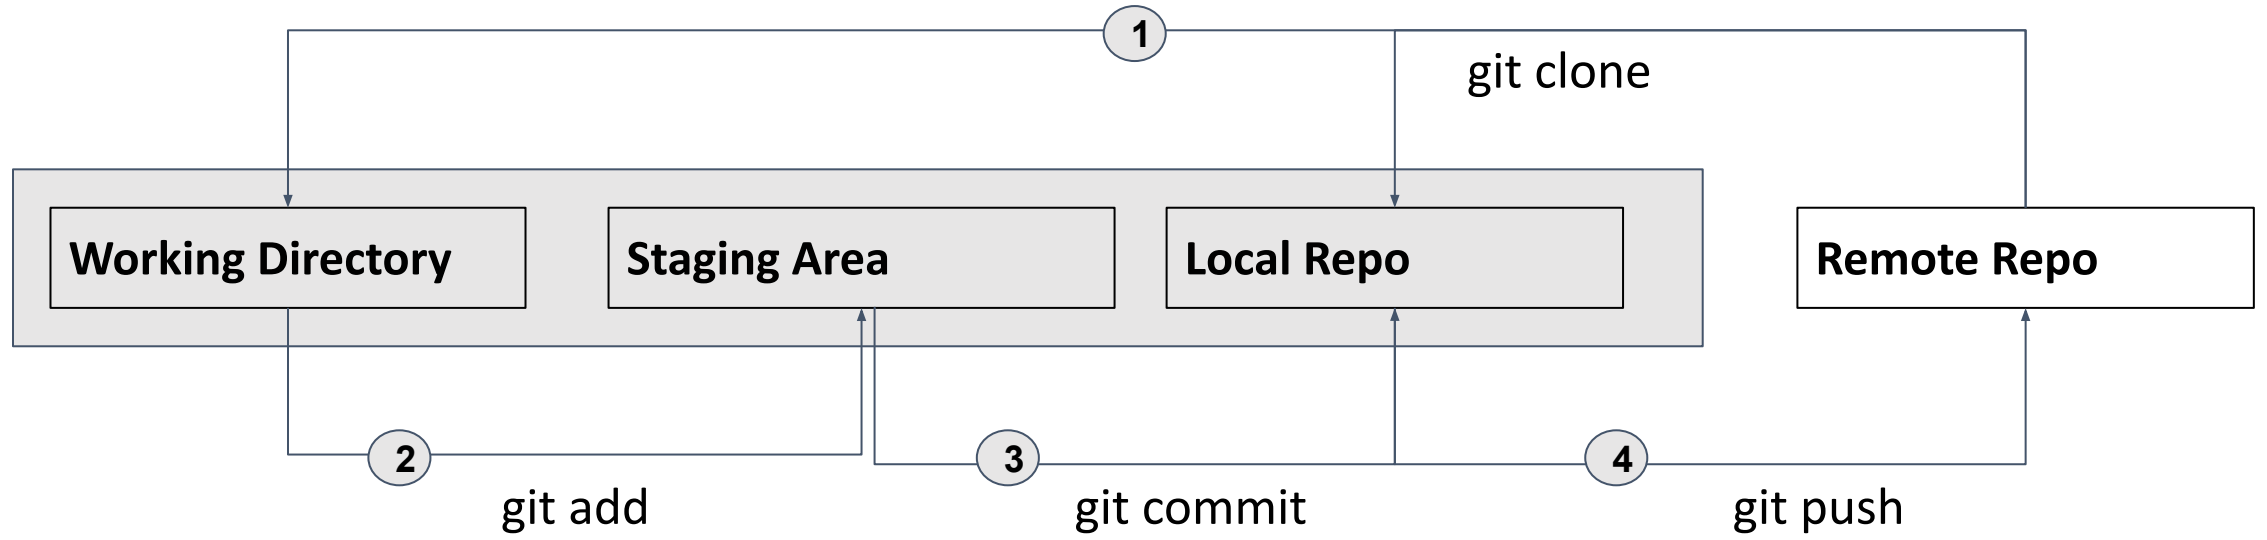 1
git clone
Working Directory
Staging Area
Local Repo
Remote Repo
2
3
4
git add
git commit
git push